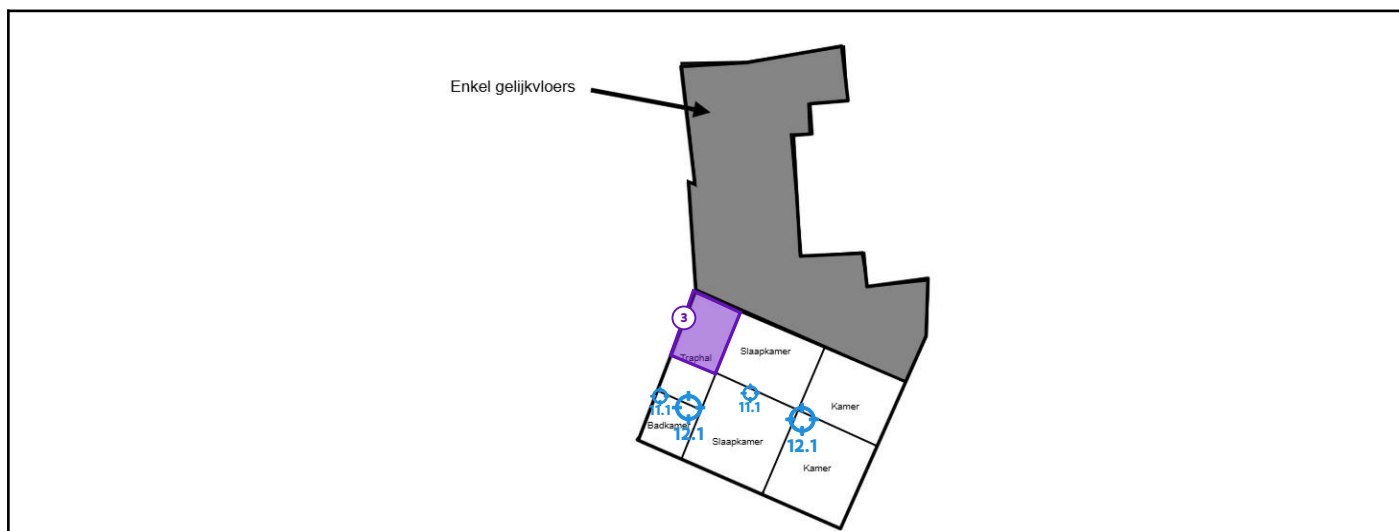 Enkel gelijkvloers
3
Traphal
Slaapkamer
11.1
11.1
Kamer
Badkamer
12.1
Slaapkamer
12.1
Kamer